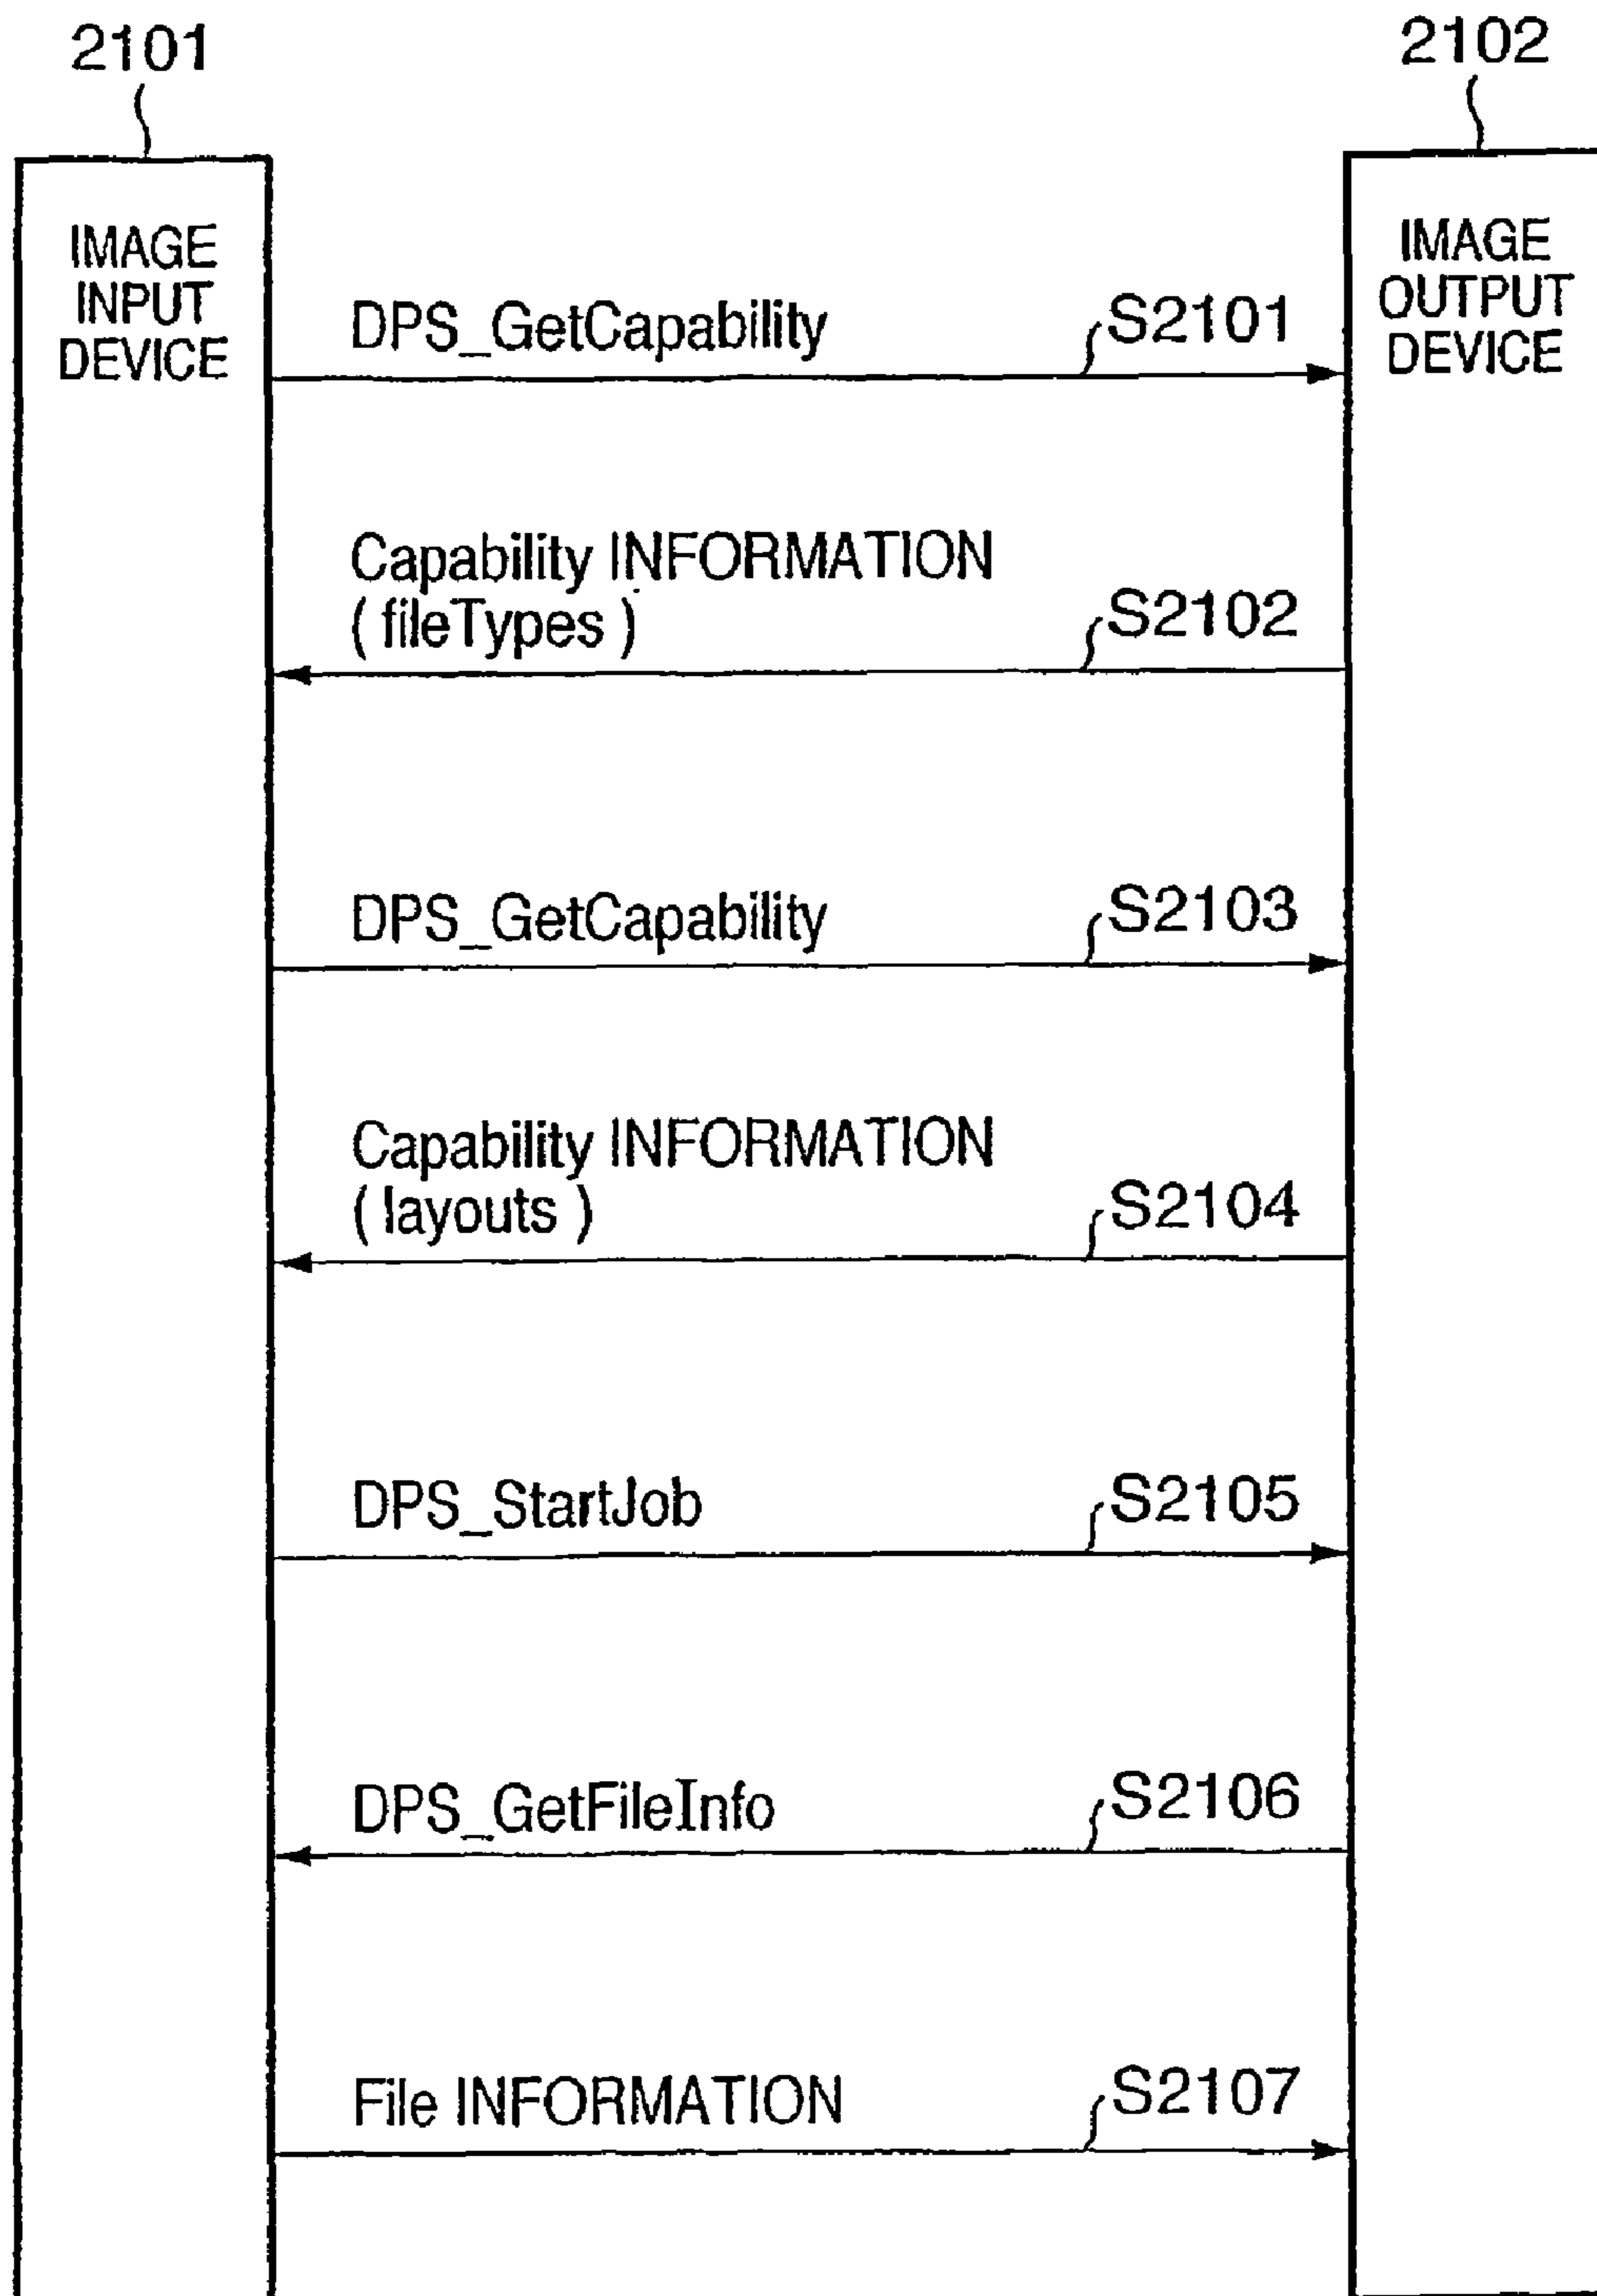 2101
2102
IMAGE
INPUT
DEVICE
IMAGE
OUTPUT
DEVICE
DPS_GetCapability
S2101
Capability INFORMATION
( fileTypes )
S2102
DPS_GetCapability
S2103
Capability INFORMATION
( layouts )
S2104
DPS_StartJob
S2105
DPS_GetFileInfo
S2106
File INFORMATION
S2107